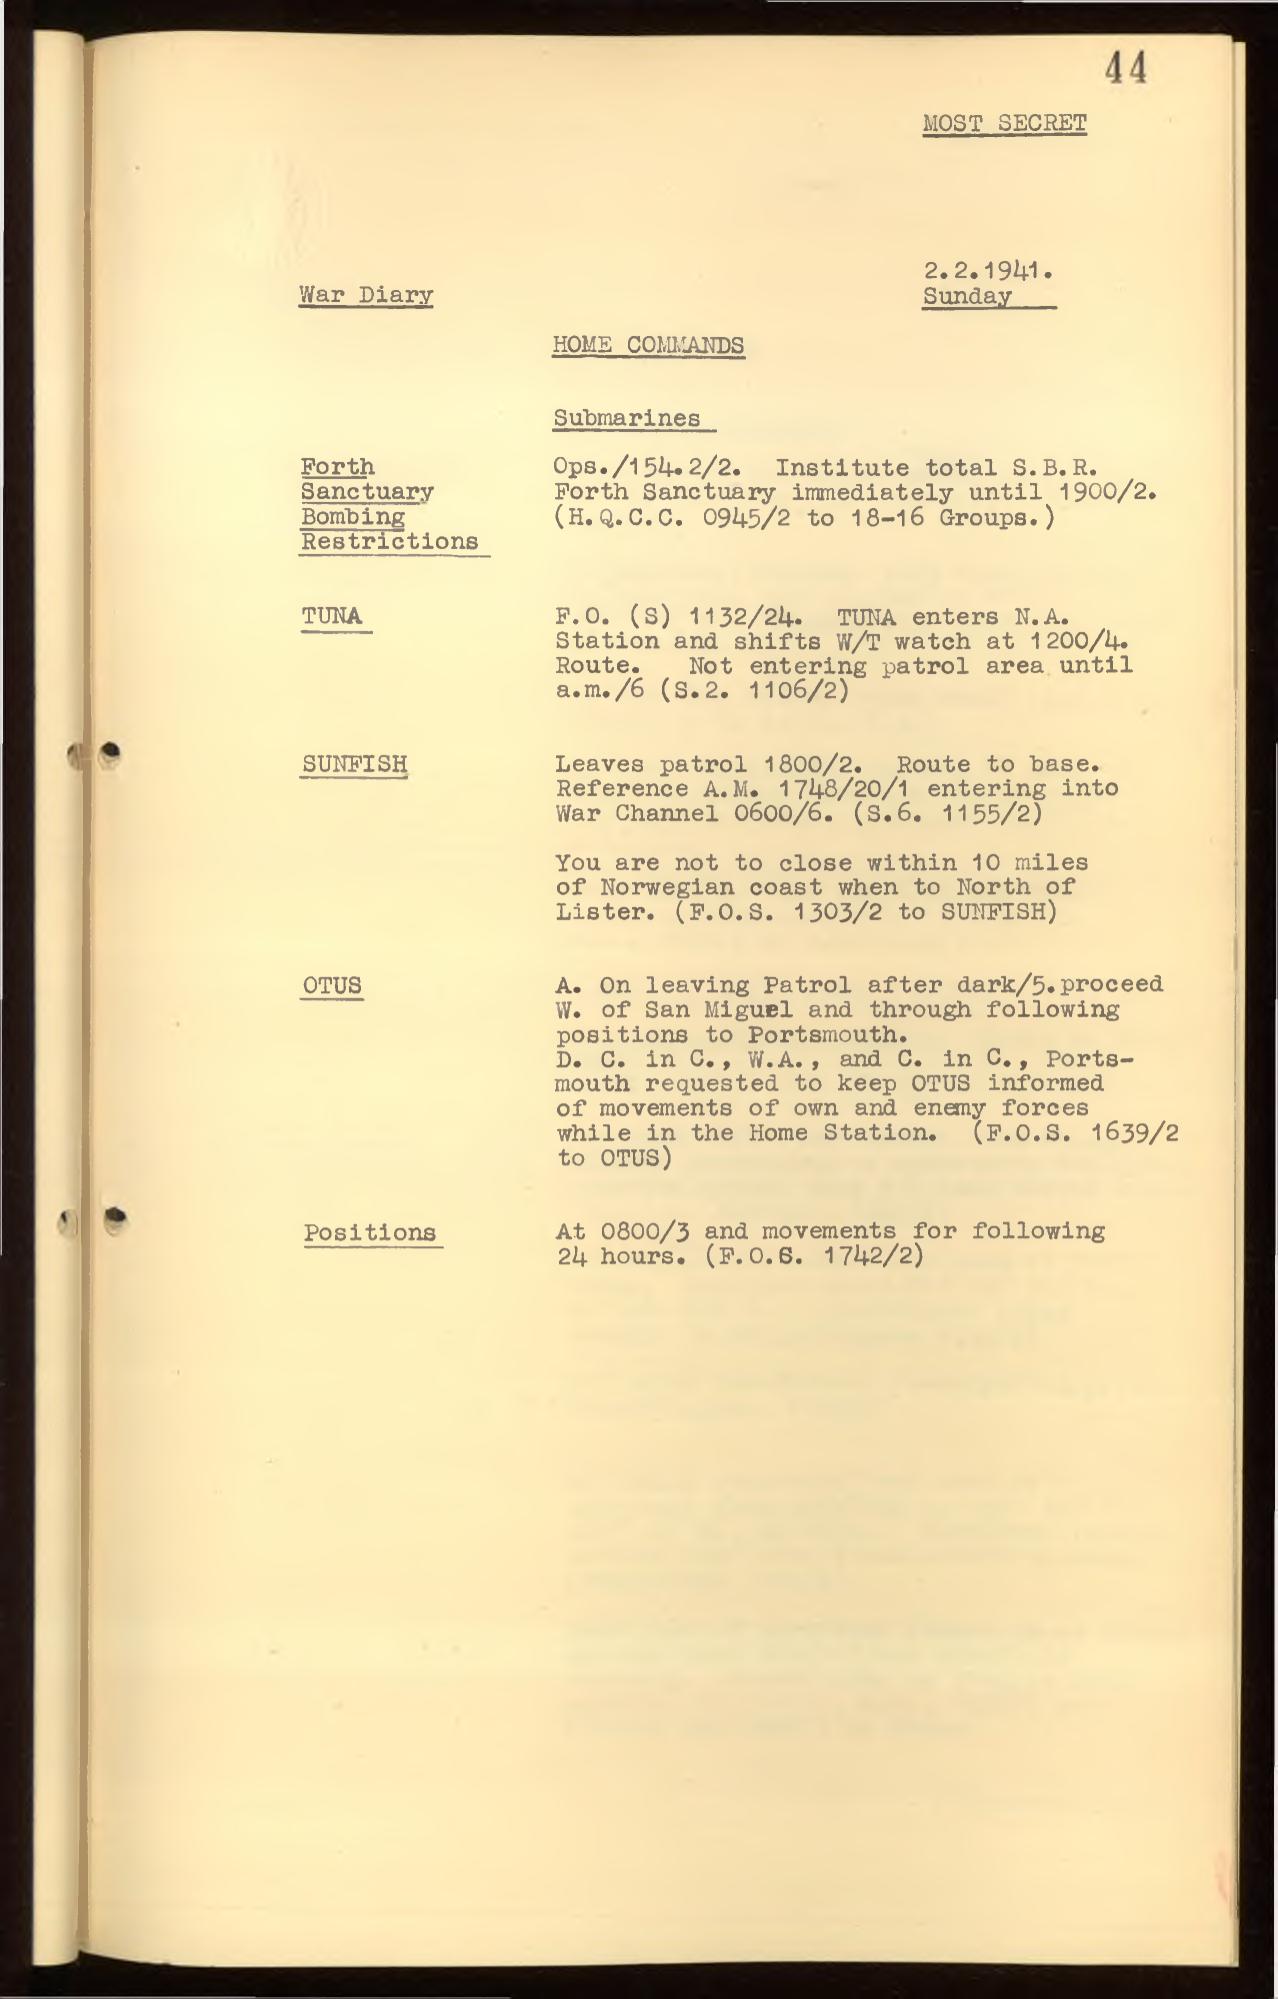 44
MOST SECRET
2.2.1941.
War Diary
Sunday
HOME COMMANDS
Submarines
Forth
Sanctuary
Bombing
Restrictions
Ops./154.2/2. Institute total S.B.R.
Forth Sanctuary immediately until 1900/2.
(H.Q.C.C. 0945/2 to 18-16 Groups.)
TUNA
F.O. (S) 1132/24. TUNA enters N.A.
Station and shifts W/T watch at 1200/4.
Route. Not entering patrol area until
a.m./6 (S.2. 1106/2)
SUNFISH
Leaves patrol 1800/2. Route to base.
Reference A.M. 1748/20/1 entering into
War Channel 0600/6. (S.6. 1155/2)
You are not to close within 10 miles
of Norwegian coast when to North of
Lister. (F.O.S. 1303/2 to SUNFISH)
OTUS
A. On leaving Patrol after dark/5.proceed
W. of San Miguel and through following
positions to Portsmouth.
D. C. in C., W.A., and C. in C., Ports-
mouth requested to keep OTUS informed
of movements of own and enemy forces
while in the Home Station. (F.O.S. 1639/2
to OTUS)
Positions
At 0800/3 and movements for following
24 hours. (F.O.S. 1742/2)